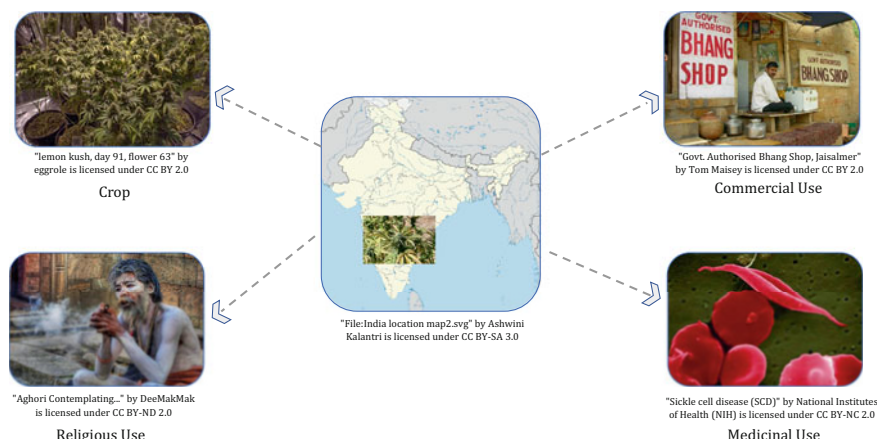 GOVT.
AUTHORISED
BHANG
SHOP
GOVT AUTHORISED
BHANG SHOP
"lemon kush, day 91, flower 63" by
eggrole is licensed under CC BY 2.0
Crop
"Govt. Authorised Bhang Shop, Jaisalmer"
by Tom Maisey is licensed under CC BY 2.0
Commercial Use
"File:India location map2.svg" by Ashwini
Kalantri is licensed under CC BY-SA 3.0
"Aghori Contemplating..." by DeeMakMak
is licensed under CC BY-ND 2.0
Religious Use
"Sickle cell disease (SCD)" by National Institutes
of Health (NIH) is licensed under CC BY-NC 2.0
Medicinal Use